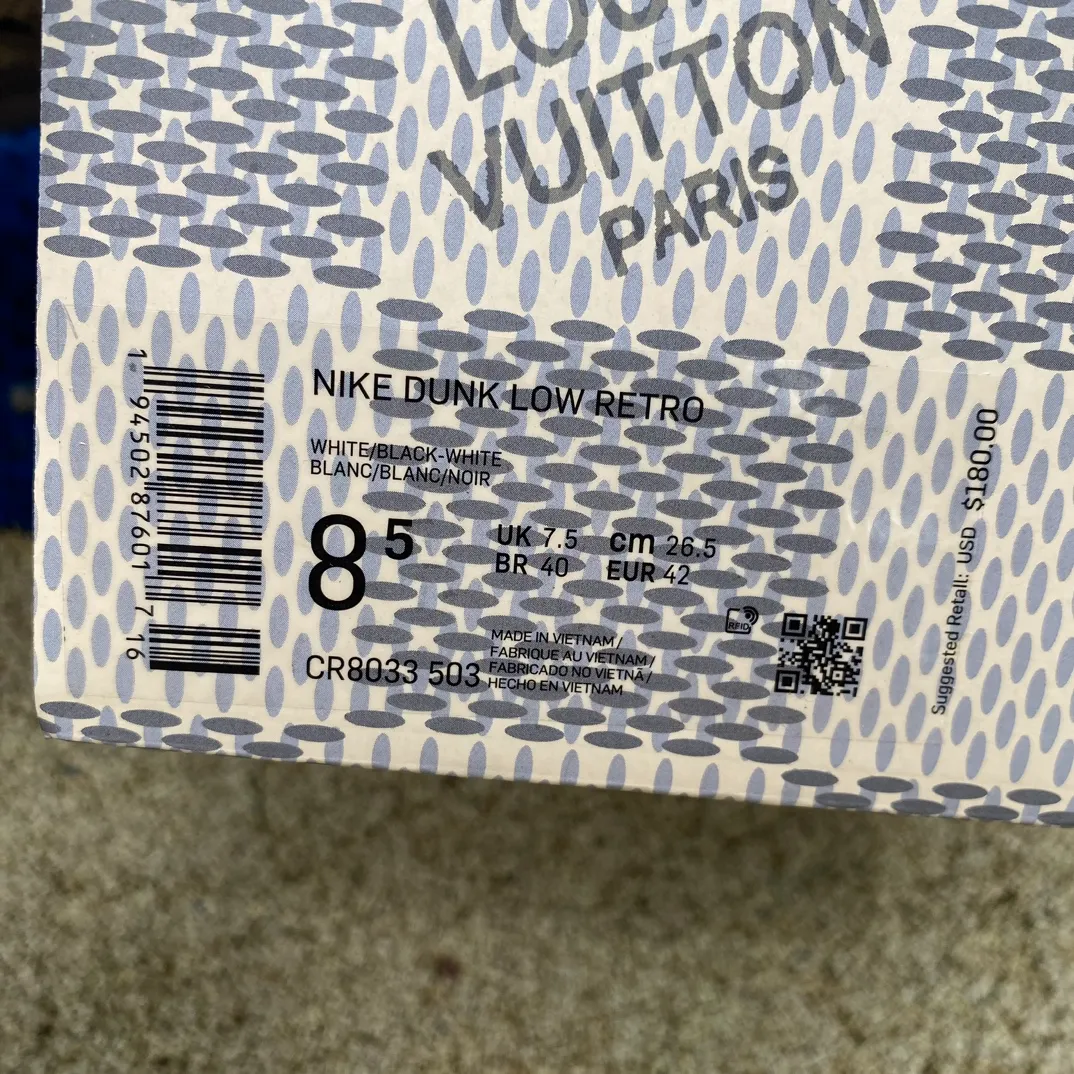 LOUIS
VUITTON
PARIS
NIKE DUNK LOW RETRO
WHITE/BLACK-WHITE
BLANC/BLANC/NOIR
8 5
UK 7.5 cm 26.5
BR 40 EUR 42
RFID
CR8033 503
MADE IN VIETNAM /
FABRIQUE AU VIETNAM /
FABRICADO NO VIETNÃ /
HECHO EN VIETNAM
1 94502 87601 7 16
Suggested Retail: USD $180.00